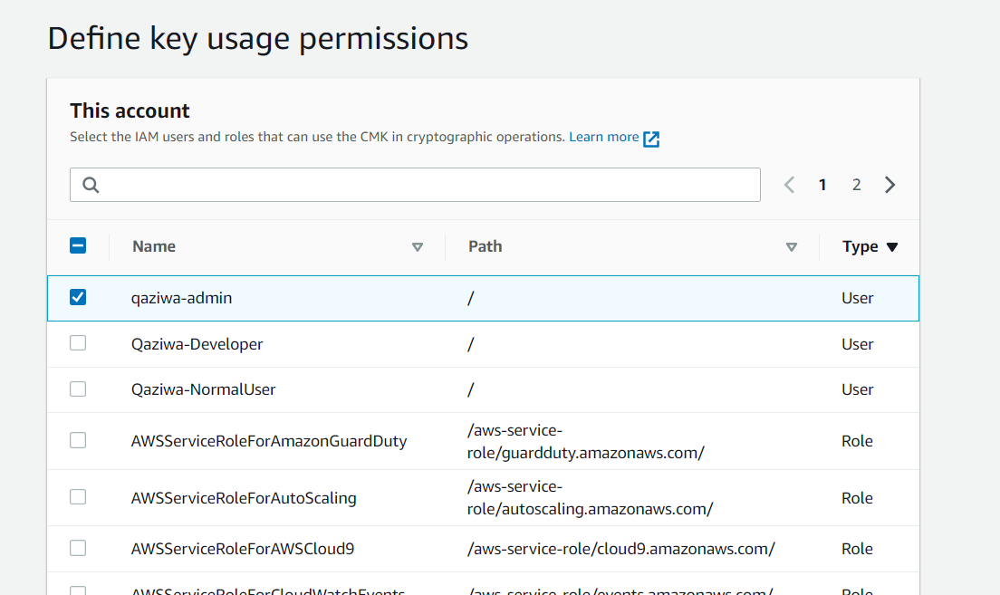 Define key usage permissions
This account
Select the IAM users and roles that can use the CMK in cryptographic operations. Learn more
1 2
Name Path Type
qaziwa-admin / User
Qaziwa-Developer / User
Qaziwa-NormalUser / User
/aws-service-
AWSServiceRoleForAmazonGuardDuty role/guardduty.amazonaws.com/ Role
/aws-service-
AWSServiceRoleForAutoScaling role/autoscaling.amazonaws.com/ Role
AWSServiceRoleForAWSCloud9 /aws-service-role/cloud9.amazonaws.com/ Role
AWSServiceRoleForCloudWatchEvents /aws-service-role/events.amazonaws.com/ Role